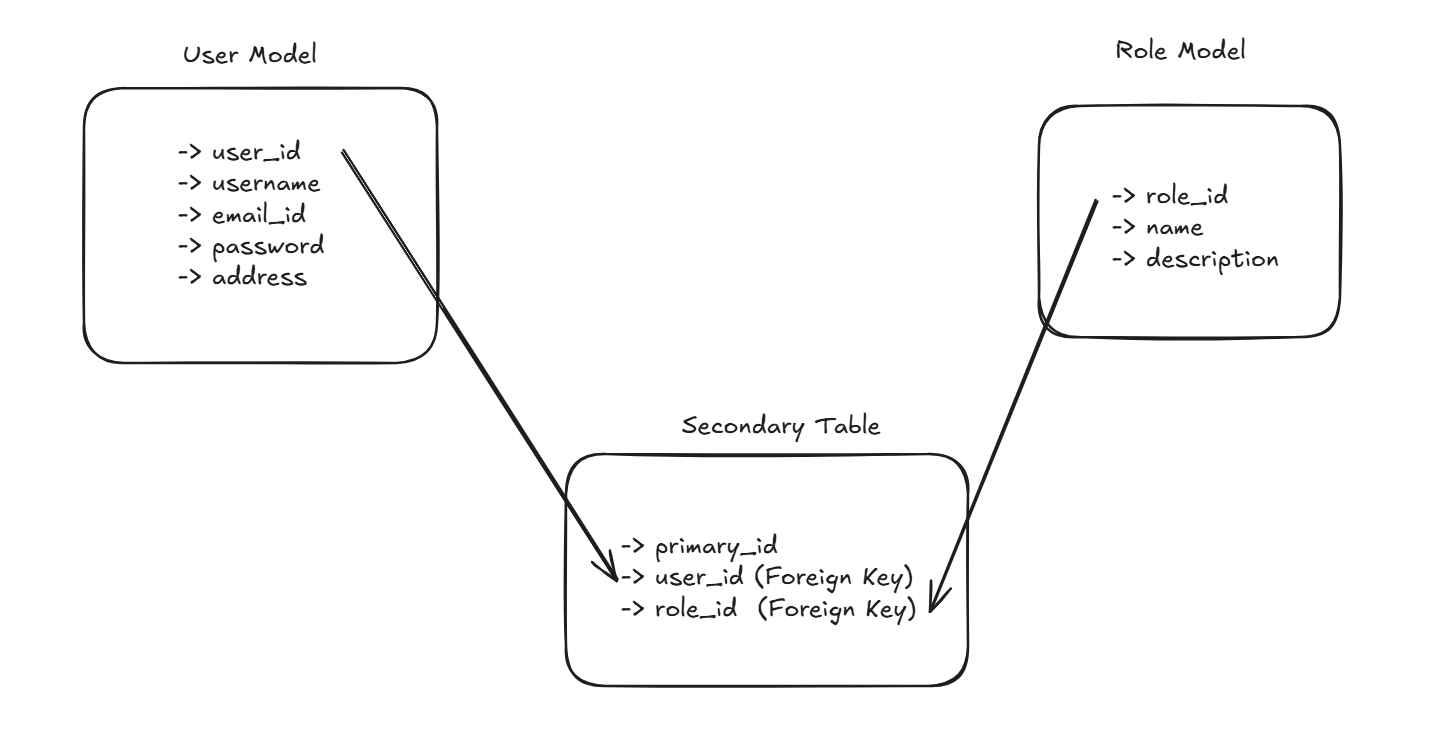 User Model
-> user_id
-> username
-> email_id
-> password
-> address
Role Model
-> role_id
-> name
-> description
Secondary Table
-> primary_id
-> user_id (Foreign Key)
-> role_id (Foreign Key)